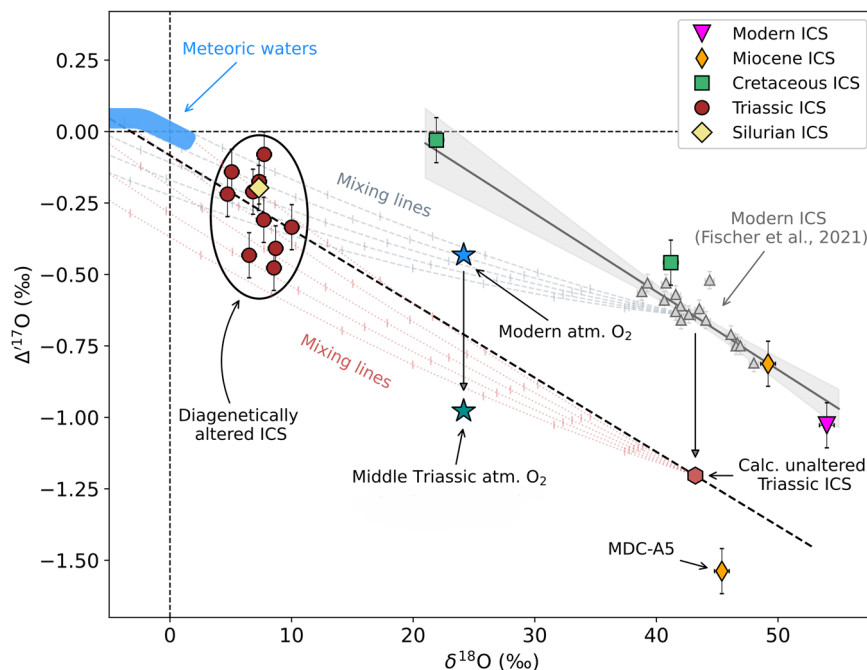 Meteoric waters
Modern ICS
Miocene ICS
Cretaceous ICS
Triassic ICS
Silurian ICS
Mixing lines
Modern ICS
(Fischer et al., 2021)
Modern atm. O₂
Mixing lines
Diagenetically
altered ICS
Middle Triassic atm. O₂
Calc. unaltered
Triassic ICS
MDC-A5
0.25
0.00
−0.25
−0.50
−0.75
−1.00
−1.25
−1.50
Δ′¹⁷O (‰)
0
10
20
30
40
50
δ¹⁸O (‰)